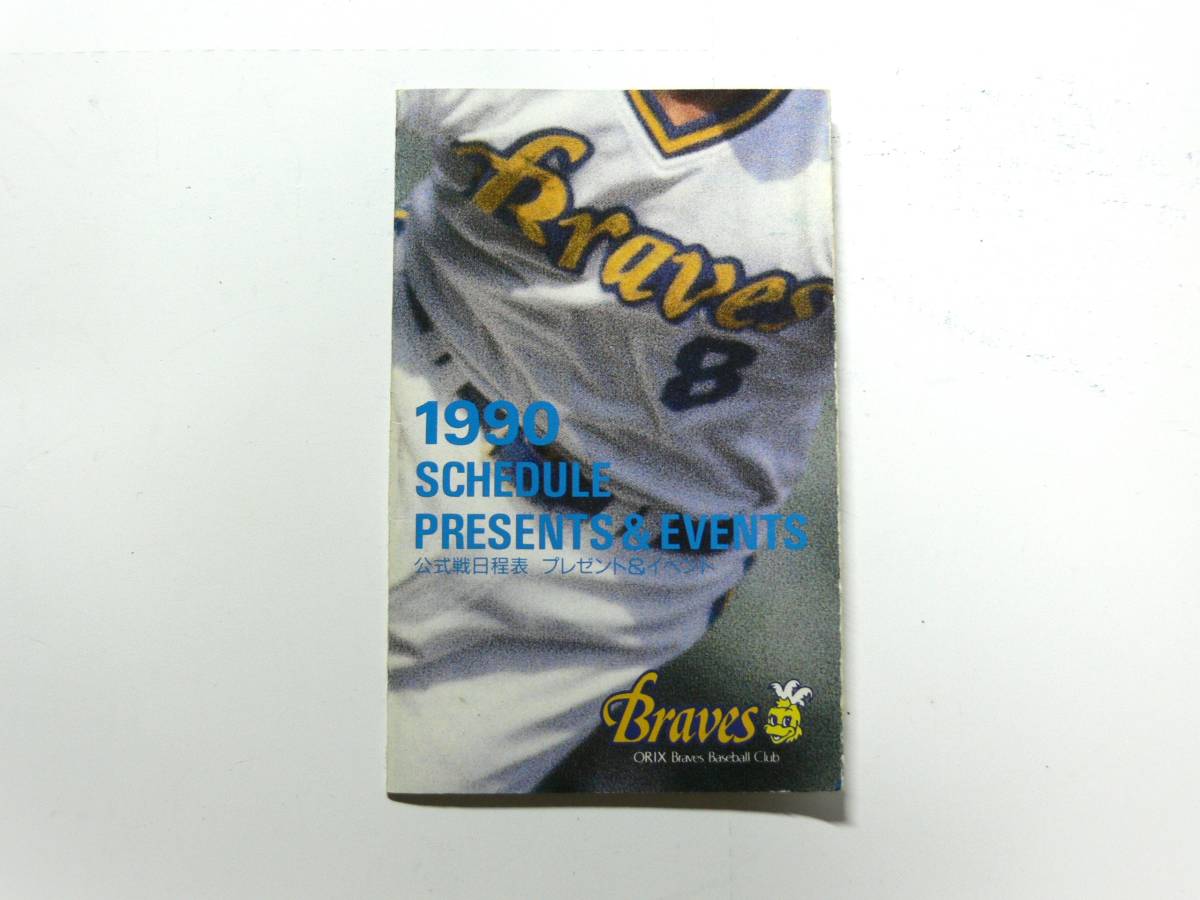 Braves
8
1990
SCHEDULE
PRESENTS & EVENTS
公式戦日程表 プレゼント&イベント
Braves
ORIX Braves Baseball Club